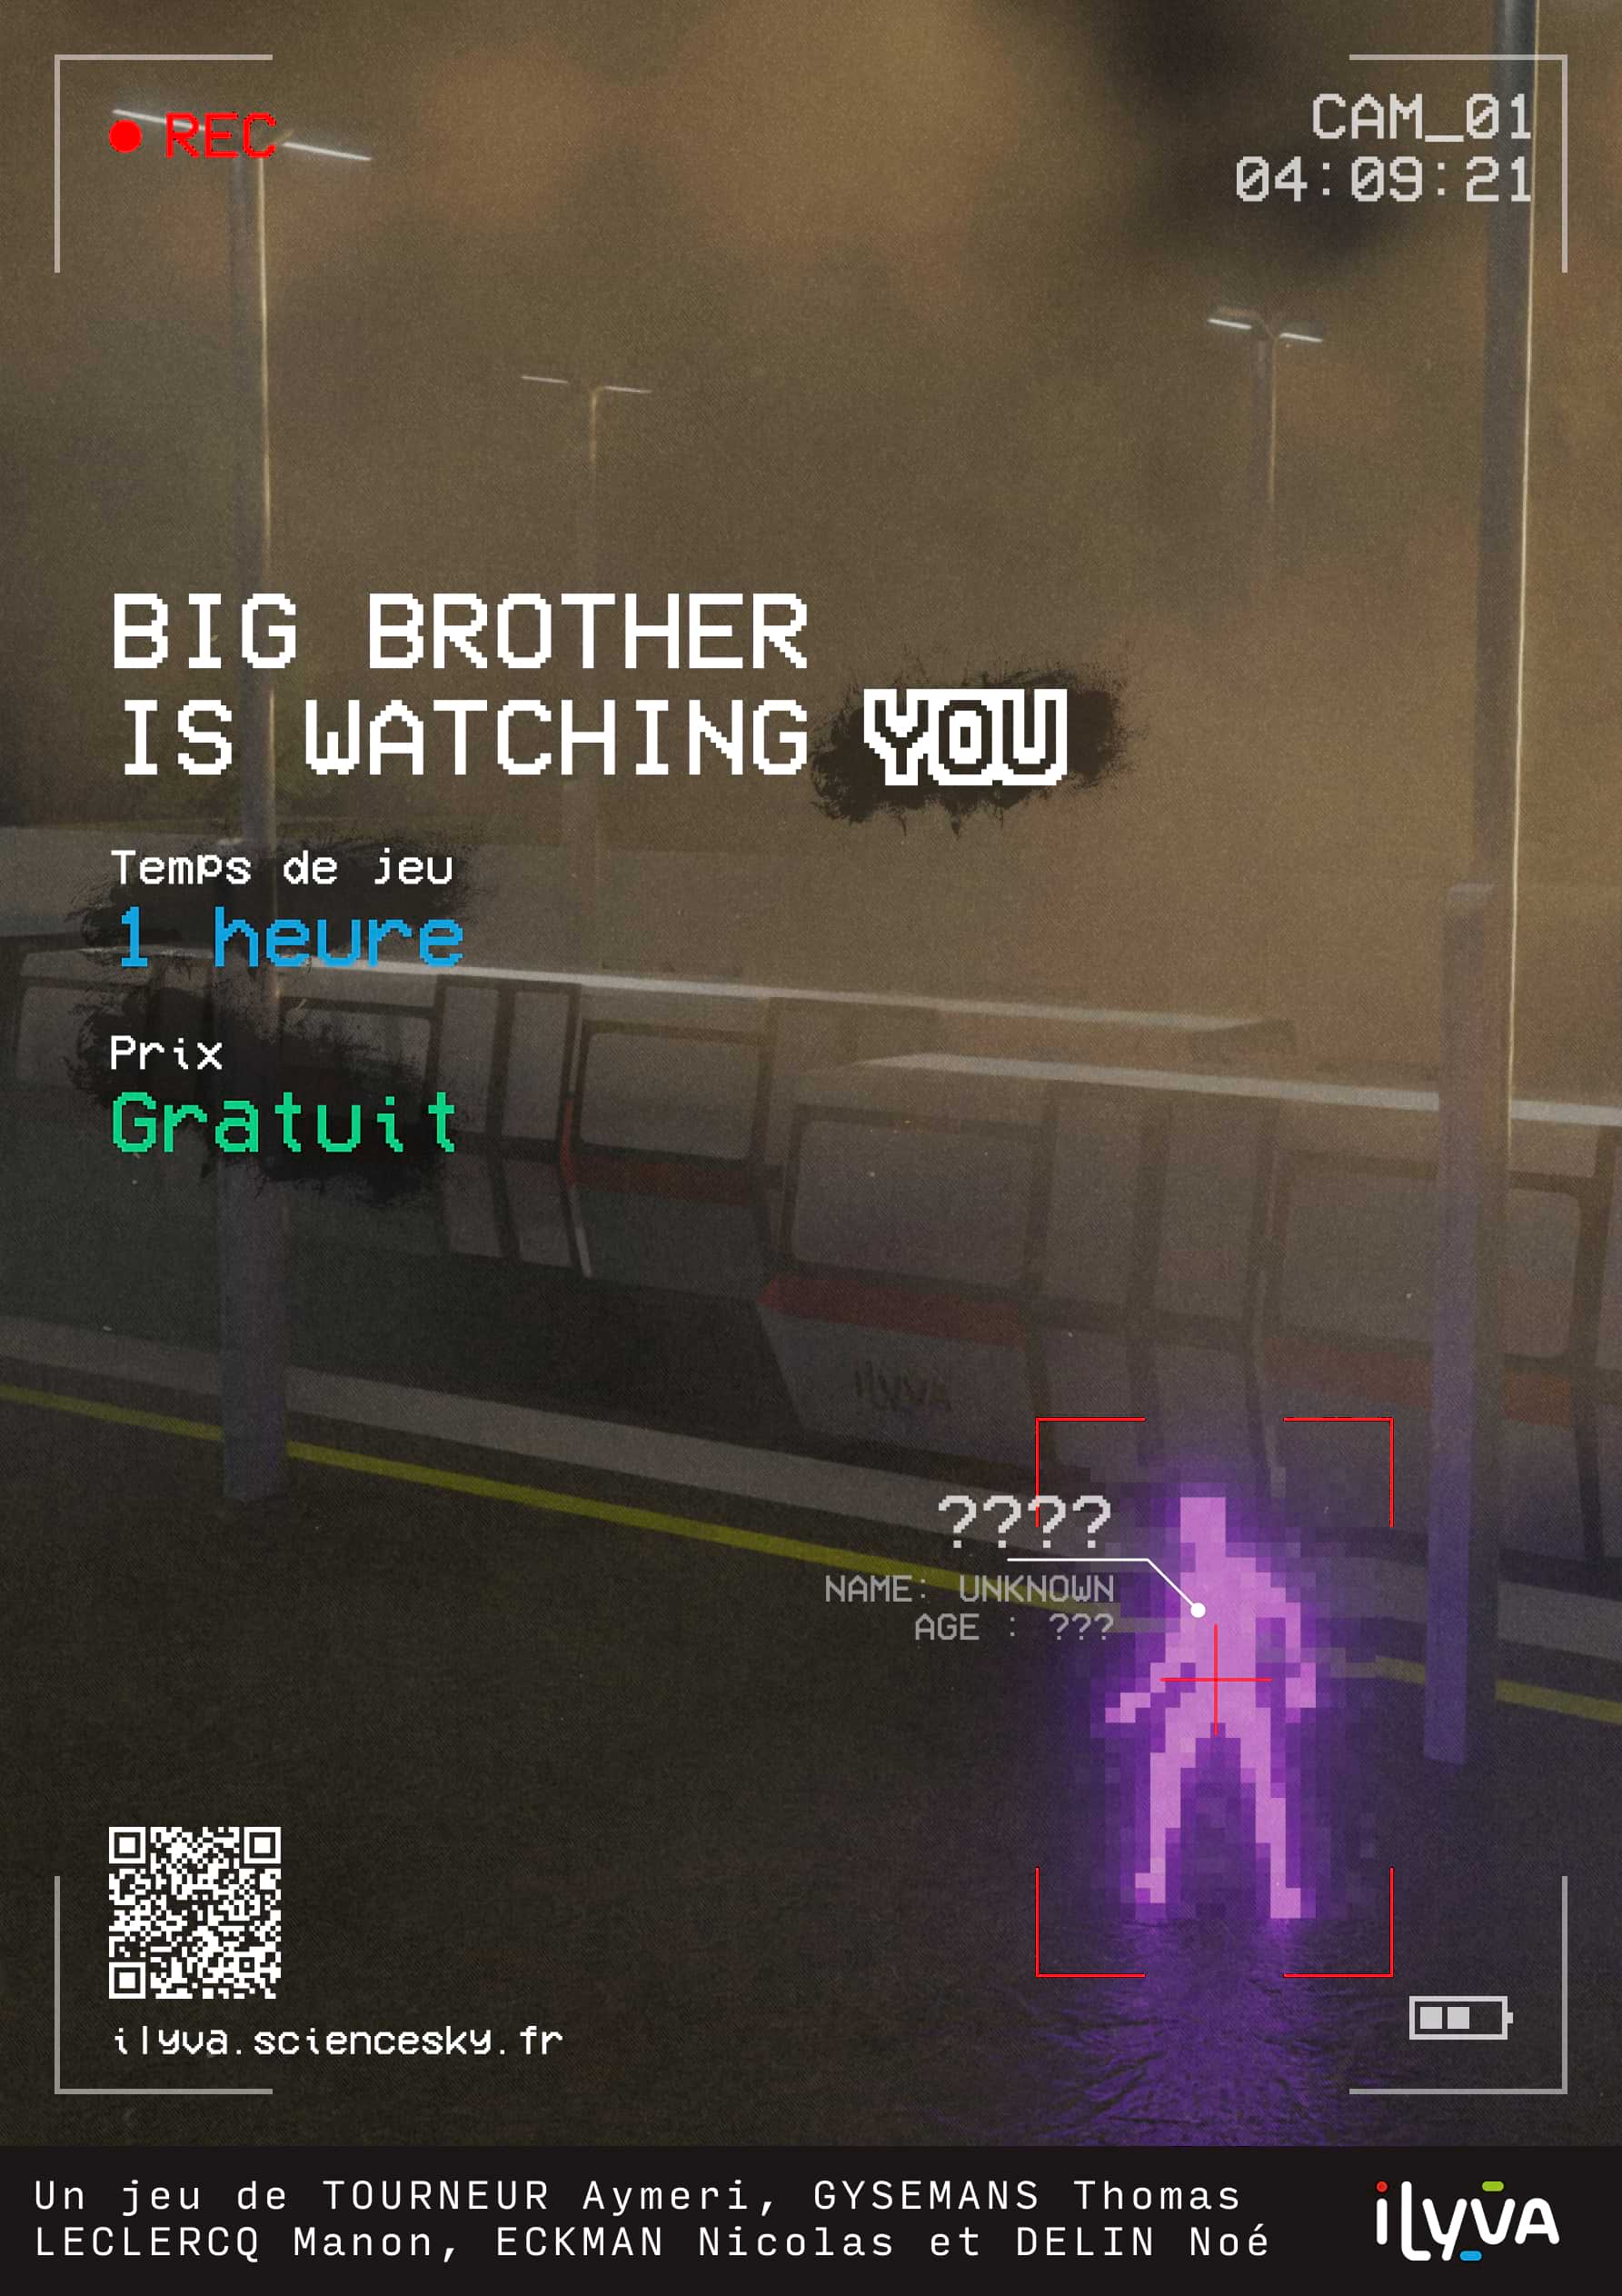 REC
CAM_01
04:09:21
BIG BROTHER
IS WATCHING YOU
Temps de jeu
1 heure
Prix
Gratuit
ilyva
????
NAME: UNKNOWN
AGE : ???
ilyva.sciencesky.fr
Un jeu de TOURNEUR Aymeri, GYSEMANS Thomas
LECLERCQ Manon, ECKMAN Nicolas et DELIN Noé
ilyvA